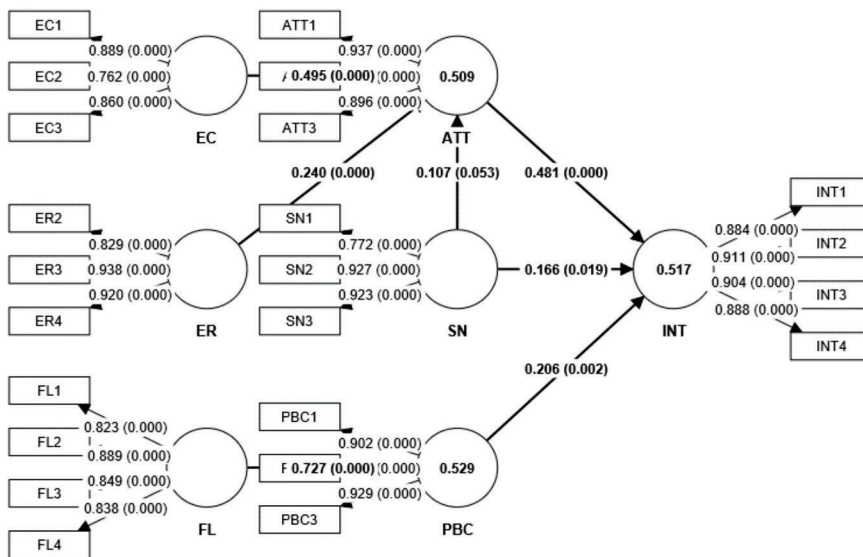 EC1
0.889 (0.000)
EC2
0.762 (0.000)
EC3
0.860 (0.000)
EC
ATT1
0.937 (0.000)
0.495 (0.000)
(0.000)
ATT3
0.896 (0.000)
0.509
ATT
0.240 (0.000)
0.107 (0.053)
0.481 (0.000)
ER2
0.829 (0.000)
ER3
0.938 (0.000)
ER4
0.920 (0.000)
ER
SN1
0.772 (0.000)
SN2
0.927 (0.000)
SN3
0.923 (0.000)
SN
0.166 (0.019)
0.517
INT
INT1
0.884 (0.000)
INT2
0.911 (0.000)
0.904 (0.000)
INT3
0.888 (0.000)
INT4
0.206 (0.002)
FL1
0.823 (0.000)
FL2
0.889 (0.000)
FL3
0.849 (0.000)
0.838 (0.000)
FL4
FL
PBC1
0.902 (0.000)
0.727 (0.000)
(0.000)
PBC3
0.929 (0.000)
0.529
PBC